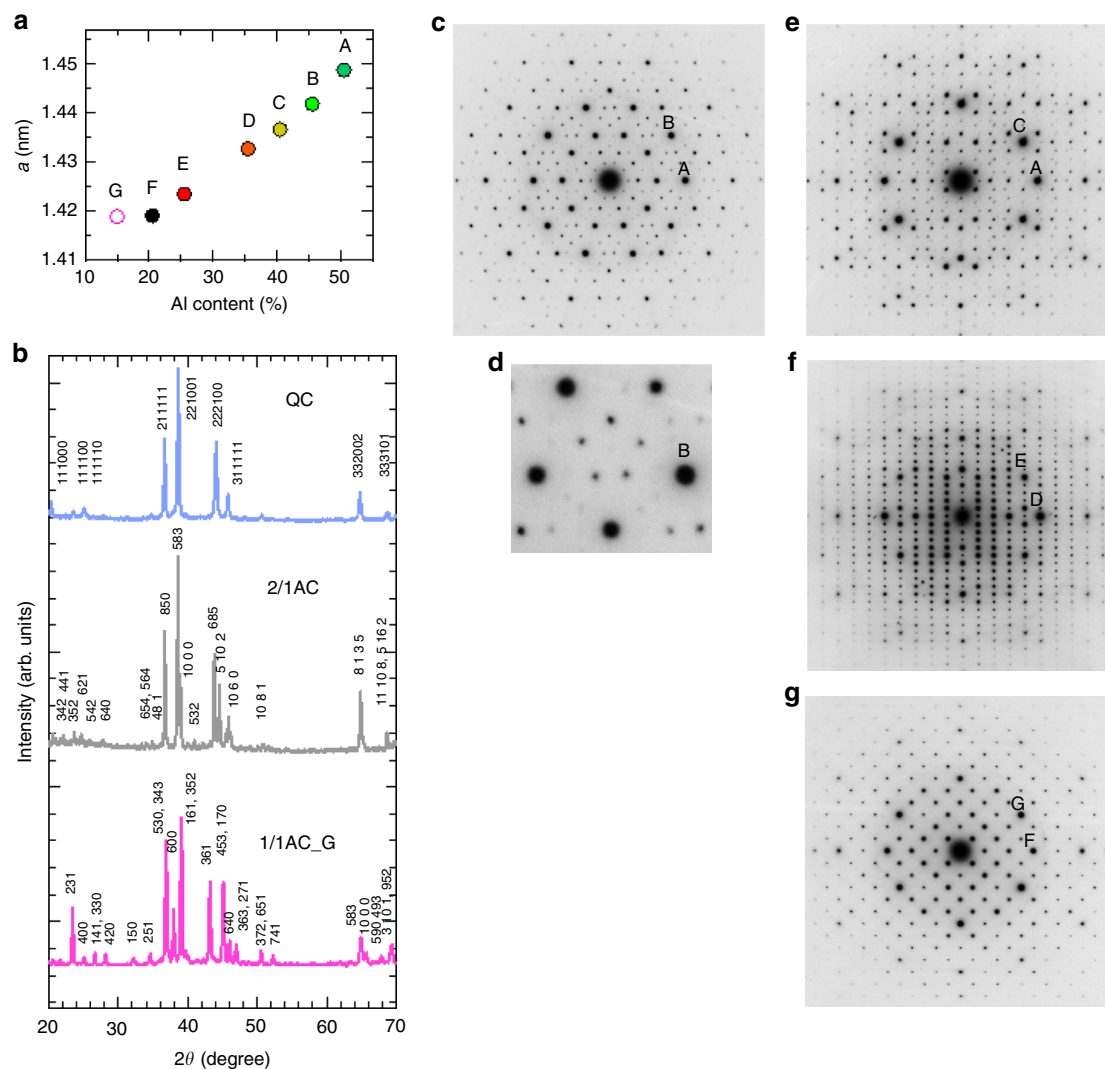 a
a (nm)
1.45
1.44
1.43
1.42
1.41
A
B
C
D
E
F
G
10 20 30 40 50
Al content (%)
b
Intensity (arb. units)
QC
111000
111100
111110
211111
221001
222100
311111
332002
333101
2/1AC
342 441
352 621
542 640
654, 564
48 1
850
583
10 0 0
532
685
5 10 2
10 6 0
10 8 1
8 1 3 5
11 10 8, 5 16 2
1/1AC_G
231
400
141, 330
420
150
251
530, 343
600
161, 352
361
453, 170
640
363, 271
372, 651
741
583
10 0 0
590 493
3 10 1, 952
20 30 40 50 60 70
2θ (degree)
c
B
A
d
B
e
C
A
f
E
D
g
G
F